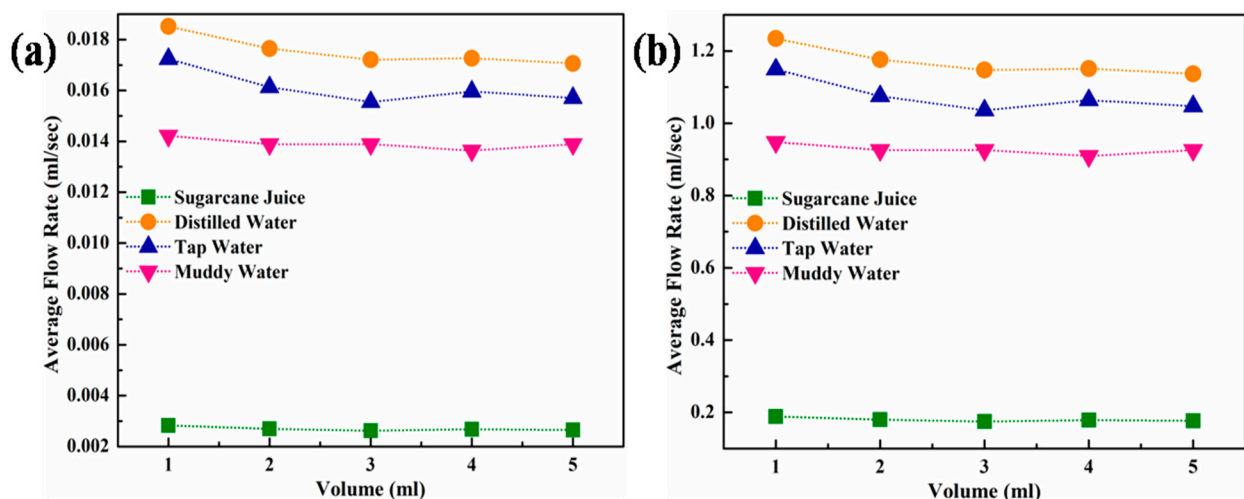 (a)
Average Flow Rate (ml/sec)
0.018
0.016
0.014
0.012
0.010
0.008
0.006
0.004
0.002
Sugarcane Juice
Distilled Water
Tap Water
Muddy Water
1 2 3 4 5
Volume (ml)
(b)
Average Flow Rate (ml/sec)
1.2
1.0
0.8
0.6
0.4
0.2
Sugarcane Juice
Distilled Water
Tap Water
Muddy Water
1 2 3 4 5
Volume (ml)